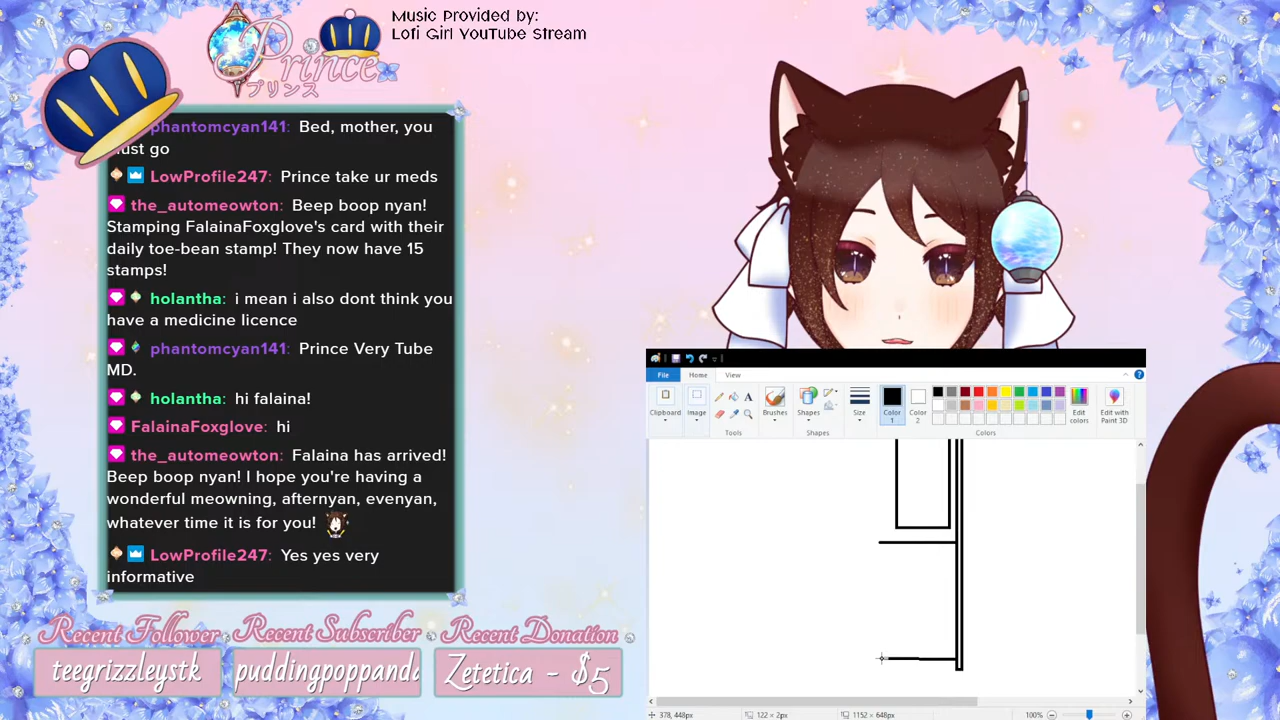 Music Provided by:
Lofi Girl YouTube Stream
Prince
プリンス
phantomcyan141: Bed, mother, you
ust go
LowProfile247: Prince take ur meds
the_automeowton: Beep boop nyan!
Stamping FalainaFoxglove's card with their
daily toe-bean stamp! They now have 15
stamps!
holantha: i mean i also dont think you
have a medicine licence
phantomcyan141: Prince Very Tube
MD.
holantha: hi falaina!
FalainaFoxglove: hi
the_automeowton: Falaina has arrived!
Beep boop nyan! I hope you're having a
wonderful meowning, afternyan, evenyan,
whatever time it is for you!
LowProfile247: Yes yes very
informative
Recent Follower Recent Subscriber Recent Donation
teegrizzleystk puddingpoppanda Zetetica - $5
File Home View
Clipboard Image Brushes Shapes Size Color 1 Color 2 Edit colors Edit with Paint 3D
Tools Shapes Colors
378, 448px 122 × 2px 1152 × 648px 100%